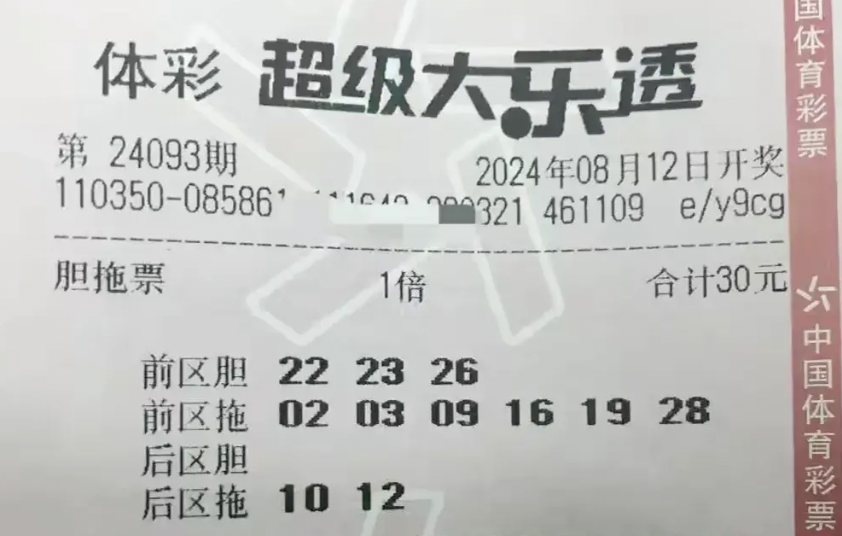 体彩 超级大乐透
第 24093期 2024年08月12日开奖
110350-085861 321 461109 e/y9cg
胆拖票 1倍 合计30元
前区胆 22 23 26
前区拖 02 03 09 16 19 28
后区胆
后区拖 10 12
国体育彩票
中国体育彩票